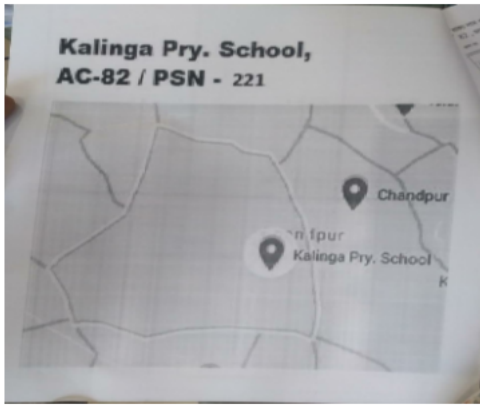 Kalinga Pry. School,
AC-82 / PSN - 221
Chandpur
Kalinga Pry. School
K